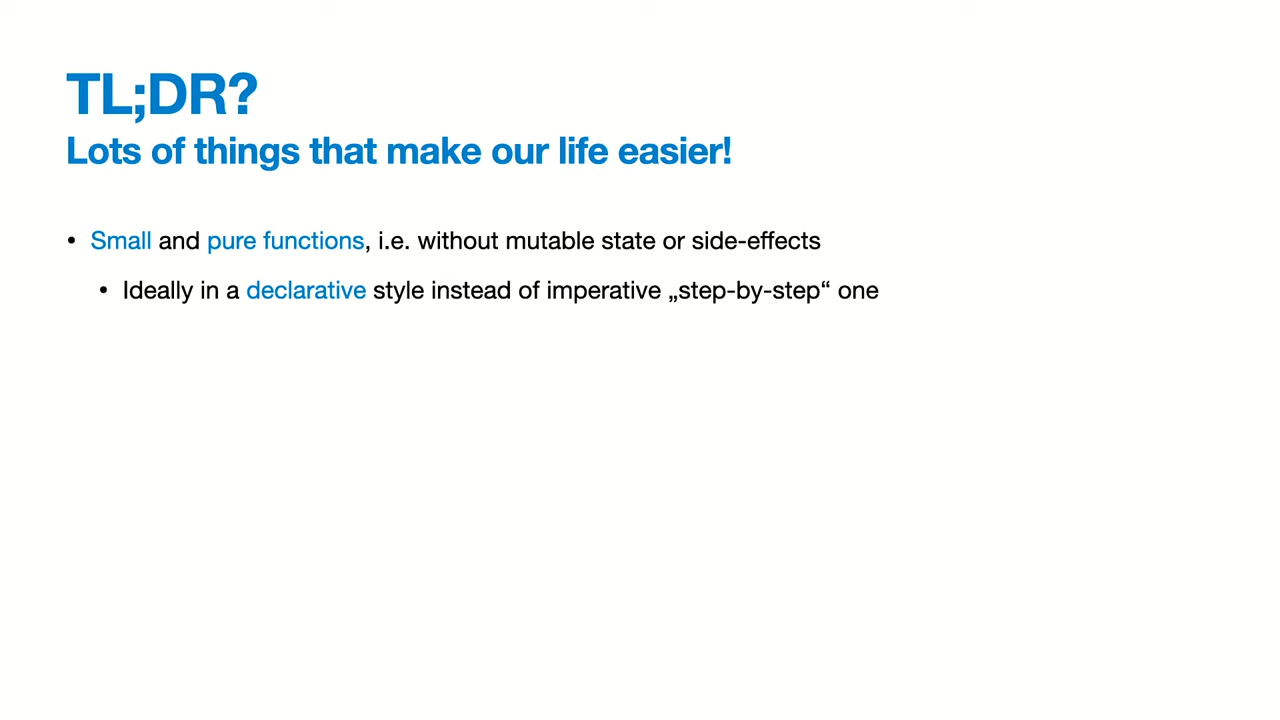 TL;DR?
Lots of things that make our life easier!
• Small and pure functions, i.e. without mutable state or side-effects
• Ideally in a declarative style instead of imperative „step-by-step“ one